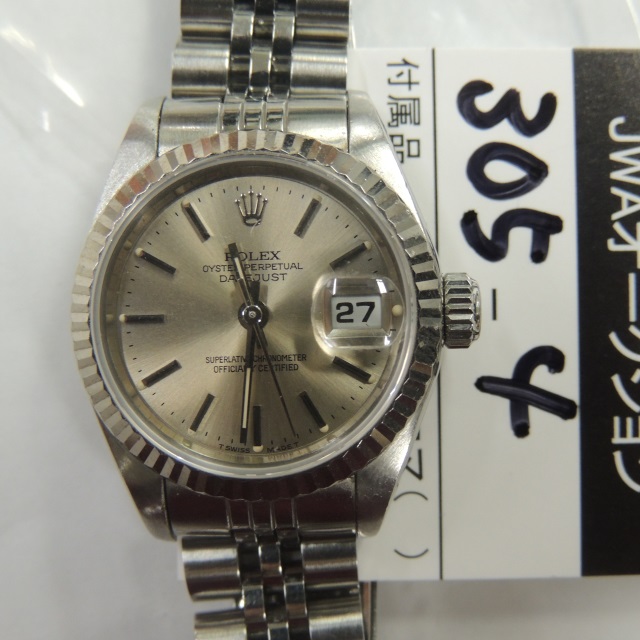 ROLEX
OYSTER PERPETUAL
DATEJUST
27
SUPERLATIVE CHRONOMETER
OFFICIALLY CERTIFIED
T SWISS MADE T
付属品
305-4
JWAオークション